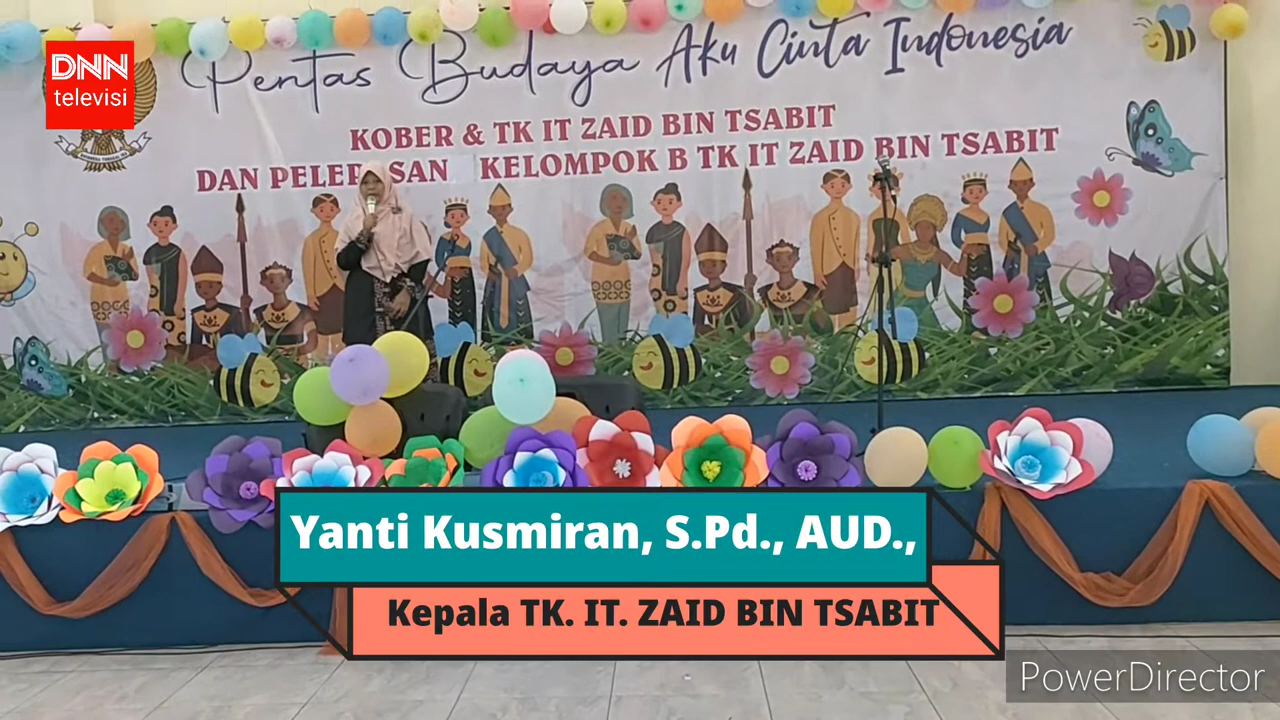 DNN
televisi
Pentas Budaya Aku Cinta Indonesia
KOBER & TK IT ZAID BIN TSABIT
DAN KELOMPOK B TK IT ZAID BIN TSABIT
Yanti Kusmiran, S.Pd., AUD.,
Kepala TK. IT. ZAID BIN TSABIT
PowerDirector